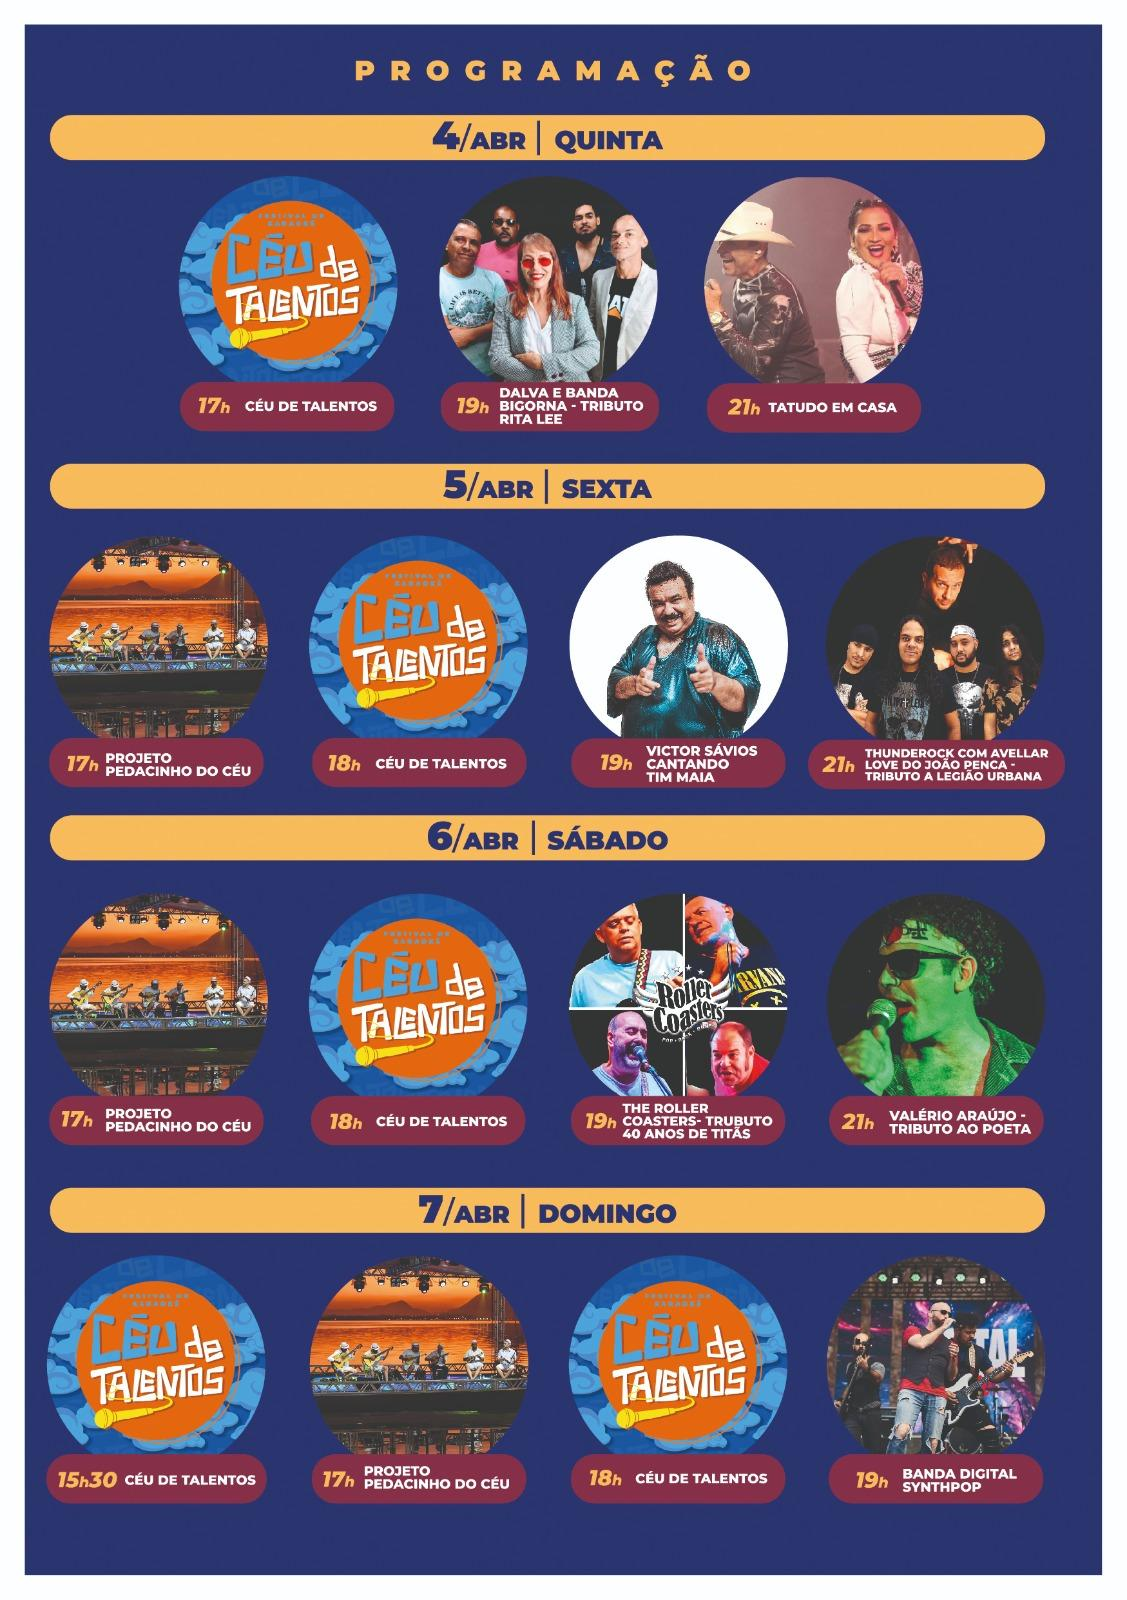 PROGRAMAÇÃO
4/ABR | QUINTA
FESTIVAL DE
KARAOKÊ
CÉU de
TALENTOS
17h CÉU DE TALENTOS
19h DALVA E BANDA
BIGORNA - TRIBUTO
RITA LEE
21h TATUDO EM CASA
5/ABR | SEXTA
FESTIVAL DE
KARAOKÊ
CÉU de
TALENTOS
17h PROJETO
PEDACINHO DO CÉU
18h CÉU DE TALENTOS
19h VICTOR SÁVIOS
CANTANDO
TIM MAIA
21h THUNDEROCK COM AVELLAR
LOVE DO JOÃO PENCA -
TRIBUTO A LEGIÃO URBANA
6/ABR | SÁBADO
FESTIVAL DE
KARAOKÊ
CÉU de
TALENTOS
Roller
Coasters
17h PROJETO
PEDACINHO DO CÉU
18h CÉU DE TALENTOS
19h THE ROLLER
COASTERS- TRUBUTO
40 ANOS DE TITÃS
21h VALÉRIO ARAÚJO -
TRIBUTO AO POETA
7/ABR | DOMINGO
FESTIVAL DE
KARAOKÊ
CÉU de
TALENTOS
FESTIVAL DE
KARAOKÊ
CÉU de
TALENTOS
15h30 CÉU DE TALENTOS
17h PROJETO
PEDACINHO DO CÉU
18h CÉU DE TALENTOS
19h BANDA DIGITAL
SYNTHPOP